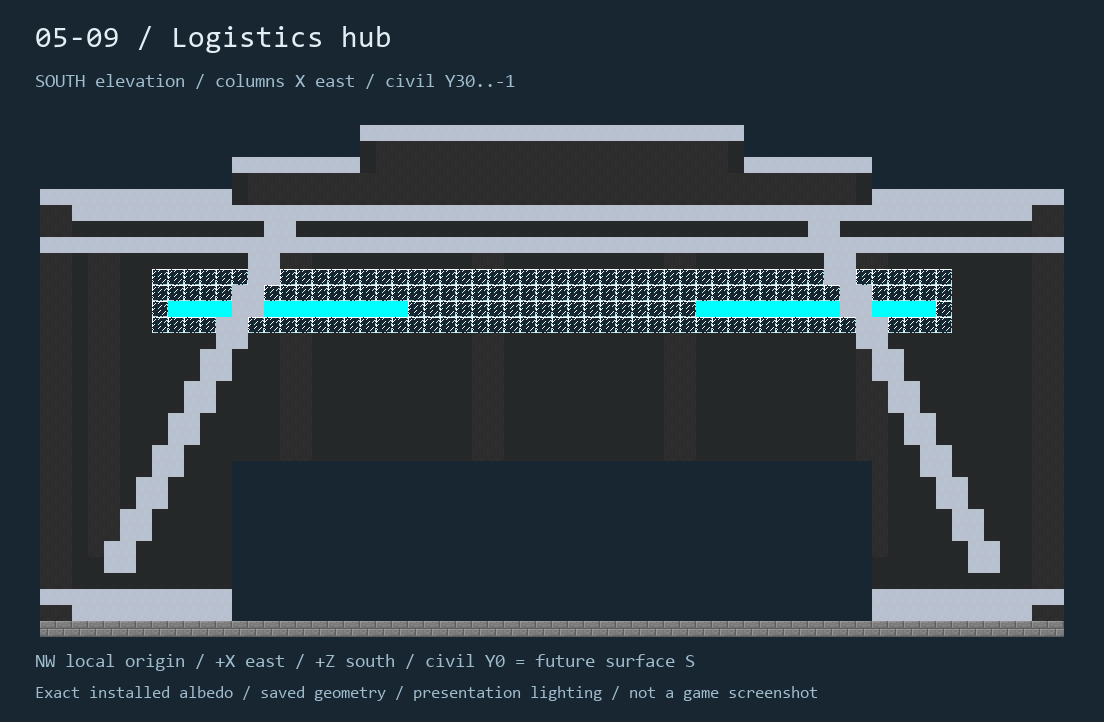 05-09 / Logistics hub
SOUTH elevation / columns X east / civil Y30..-1
NW local origin / +X east / +Z south / civil Y0 = future surface S
Exact installed albedo / saved geometry / presentation lighting / not a game screenshot